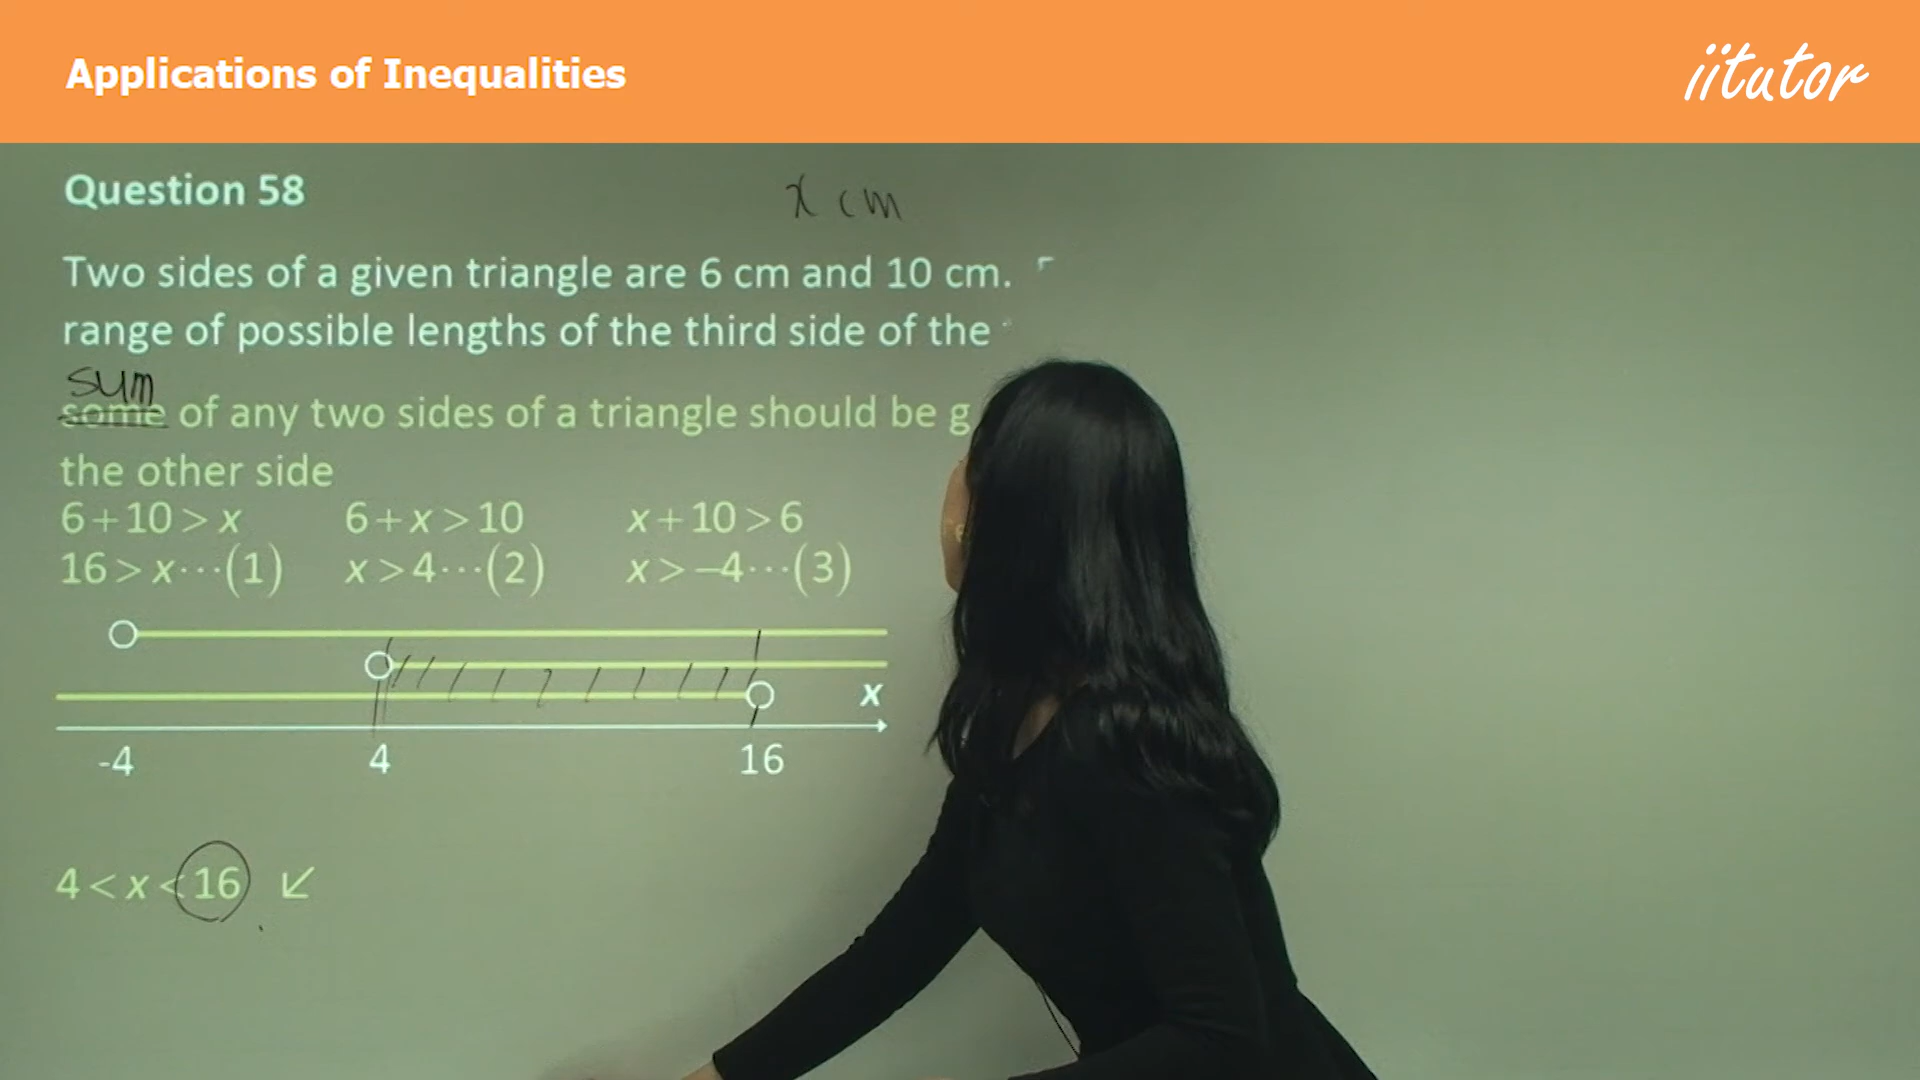 Applications of Inequalities
iitutor
Question 58
x cm
Two sides of a given triangle are 6 cm and 10 cm.
range of possible lengths of the third side of the
sum
some of any two sides of a triangle should be g
the other side
6+10>x 6+x>10 x+10>6
16>x⋯(1) x>4⋯(2) x>–4⋯(3)
x
-4 4 16
4<x<16 ↙